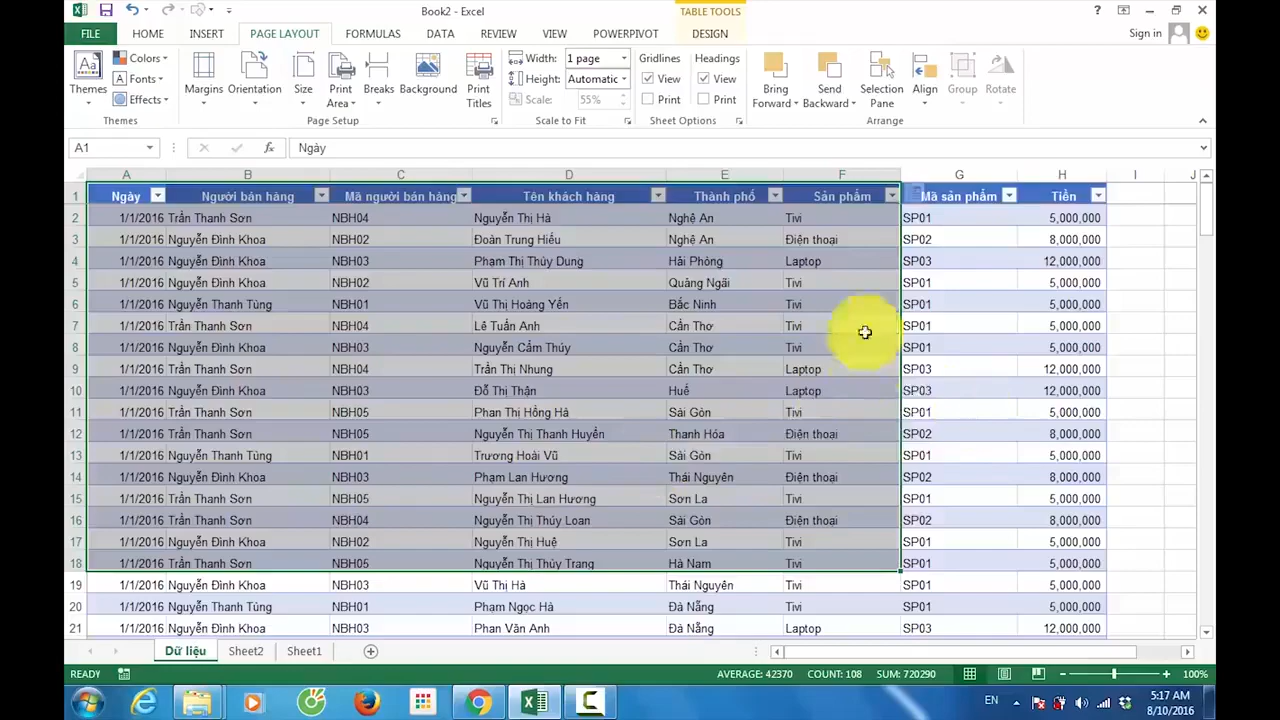 Book2 - Excel
TABLE TOOLS
?
FILE HOME INSERT PAGE LAYOUT FORMULAS DATA REVIEW VIEW POWERPIVOT DESIGN Sign in
Themes Colors Fonts Effects Margins Orientation Size Print Area Breaks Background Print Titles Width: 1 page Height: Automatic Scale: 55% Gridlines View Print Headings View Print Bring Forward Send Backward Selection Pane Align Group Rotate
Themes Page Setup Scale to Fit Sheet Options Arrange
A1 fx Ngày
A B C D E F G H I J
1 Ngày Người bán hàng Mã người bán hàng Tên khách hàng Thành phố Sản phẩm Mã sản phẩm Tiền
2 1/1/2016 Trần Thanh Sơn NBH04 Nguyễn Thị Hà Nghệ An Tivi SP01 5,000,000
3 1/1/2016 Nguyễn Đình Khoa NBH02 Đoàn Trung Hiếu Nghệ An Điện thoại SP02 8,000,000
4 1/1/2016 Nguyễn Đình Khoa NBH03 Phạm Thị Thùy Dung Hải Phòng Laptop SP03 12,000,000
5 1/1/2016 Nguyễn Đình Khoa NBH02 Vũ Trí Anh Quảng Ngãi Tivi SP01 5,000,000
6 1/1/2016 Nguyễn Thanh Tùng NBH01 Vũ Thị Hoàng Yến Bắc Ninh Tivi SP01 5,000,000
7 1/1/2016 Trần Thanh Sơn NBH04 Lê Tuấn Anh Cần Thơ Tivi SP01 5,000,000
8 1/1/2016 Nguyễn Đình Khoa NBH03 Nguyễn Cẩm Thúy Cần Thơ Tivi SP01 5,000,000
9 1/1/2016 Trần Thanh Sơn NBH04 Trần Thị Nhung Cần Thơ Laptop SP03 12,000,000
10 1/1/2016 Nguyễn Đình Khoa NBH03 Đỗ Thị Thận Huế Laptop SP03 12,000,000
11 1/1/2016 Trần Thanh Sơn NBH05 Phan Thị Hồng Hà Sài Gòn Tivi SP01 5,000,000
12 1/1/2016 Trần Thanh Sơn NBH05 Nguyễn Thị Thanh Huyền Thanh Hóa Điện thoại SP02 8,000,000
13 1/1/2016 Nguyễn Thanh Tùng NBH01 Trương Hoài Vũ Sài Gòn Tivi SP01 5,000,000
14 1/1/2016 Nguyễn Đình Khoa NBH03 Phạm Lan Hương Thái Nguyên Điện thoại SP02 8,000,000
15 1/1/2016 Trần Thanh Sơn NBH05 Nguyễn Thị Lan Hương Sơn La Tivi SP01 5,000,000
16 1/1/2016 Trần Thanh Sơn NBH04 Nguyễn Thị Thúy Loan Sài Gòn Điện thoại SP02 8,000,000
17 1/1/2016 Nguyễn Đình Khoa NBH02 Nguyễn Thị Huệ Sơn La Tivi SP01 5,000,000
18 1/1/2016 Trần Thanh Sơn NBH05 Nguyễn Thị Thùy Trang Hà Nam Tivi SP01 5,000,000
19 1/1/2016 Nguyễn Đình Khoa NBH03 Vũ Thị Hà Thái Nguyên Tivi SP01 5,000,000
20 1/1/2016 Nguyễn Thanh Tùng NBH01 Phạm Ngọc Hà Đà Nẵng Tivi SP01 5,000,000
21 1/1/2016 Nguyễn Đình Khoa NBH03 Phan Văn Anh Đà Nẵng Laptop SP03 12,000,000
Dữ liệu Sheet2 Sheet1
READY AVERAGE: 42370 COUNT: 108 SUM: 720290 100%
EN 5:17 AM
8/10/2016